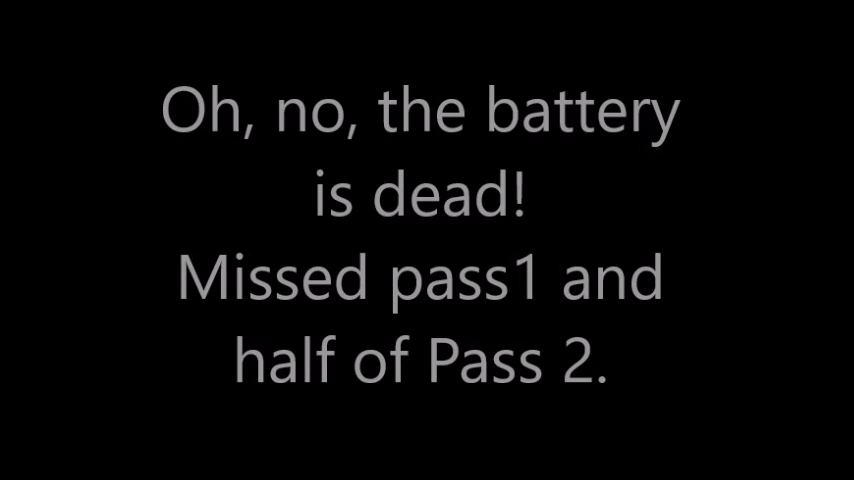 Oh, no, the battery
is dead!
Missed pass1 and
half of Pass 2.